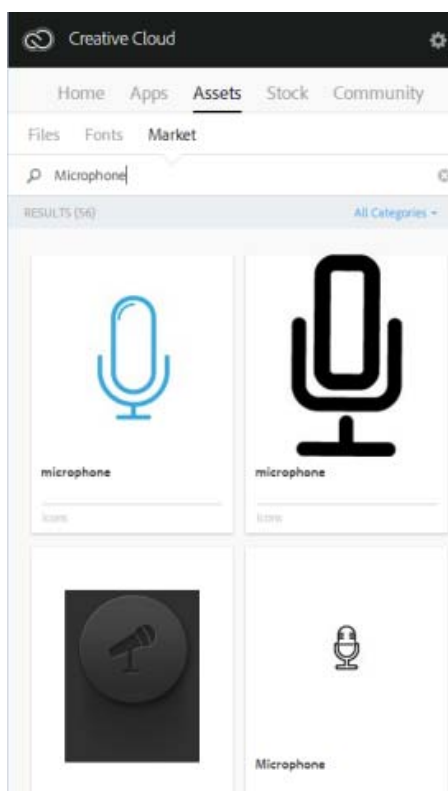 Creative Cloud
Home Apps Assets Stock Community
Files Fonts Market
Microphone
RESULTS (56) All Categories
microphone microphone
Icons Icons
Microphone